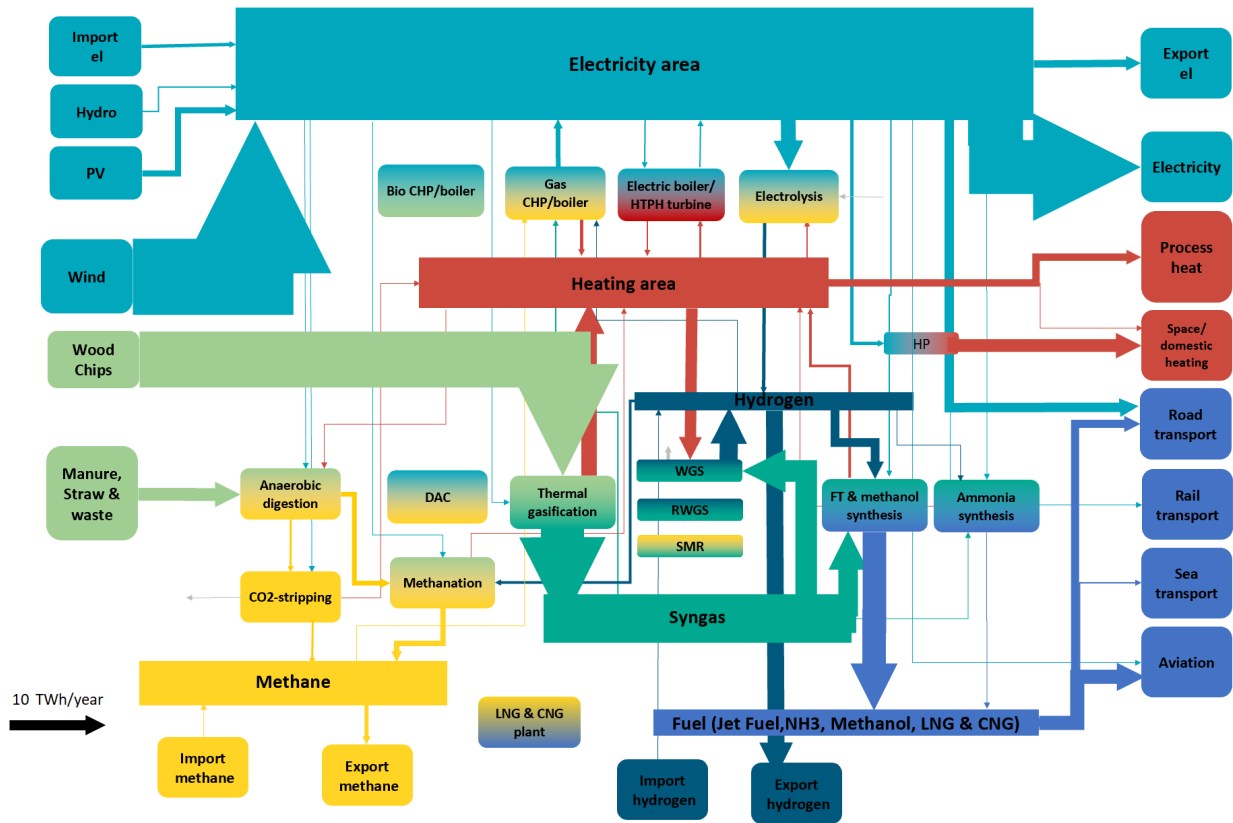 Import
el
Electricity area
Export
el
Hydro
PV
Electricity
Bio CHP/boiler
Gas
CHP/boiler
Electric boiler/
HTPH turbine
Electrolysis
Process
heat
Wind
Heating area
Wood
Chips
HP
Space/
domestic
heating
Hydrogen
Road
transport
Manure,
Straw &
waste
Anaerobic
digestion
DAC
Thermal
gasification
WGS
RWGS
SMR
FT & methanol
synthesis
Ammonia
synthesis
Rail
transport
CO2-stripping
Methanation
Syngas
Sea
transport
Methane
Aviation
10 TWh/year
LNG & CNG
plant
Fuel (Jet Fuel,NH3, Methanol, LNG & CNG)
Import
methane
Export
methane
Import
hydrogen
Export
hydrogen